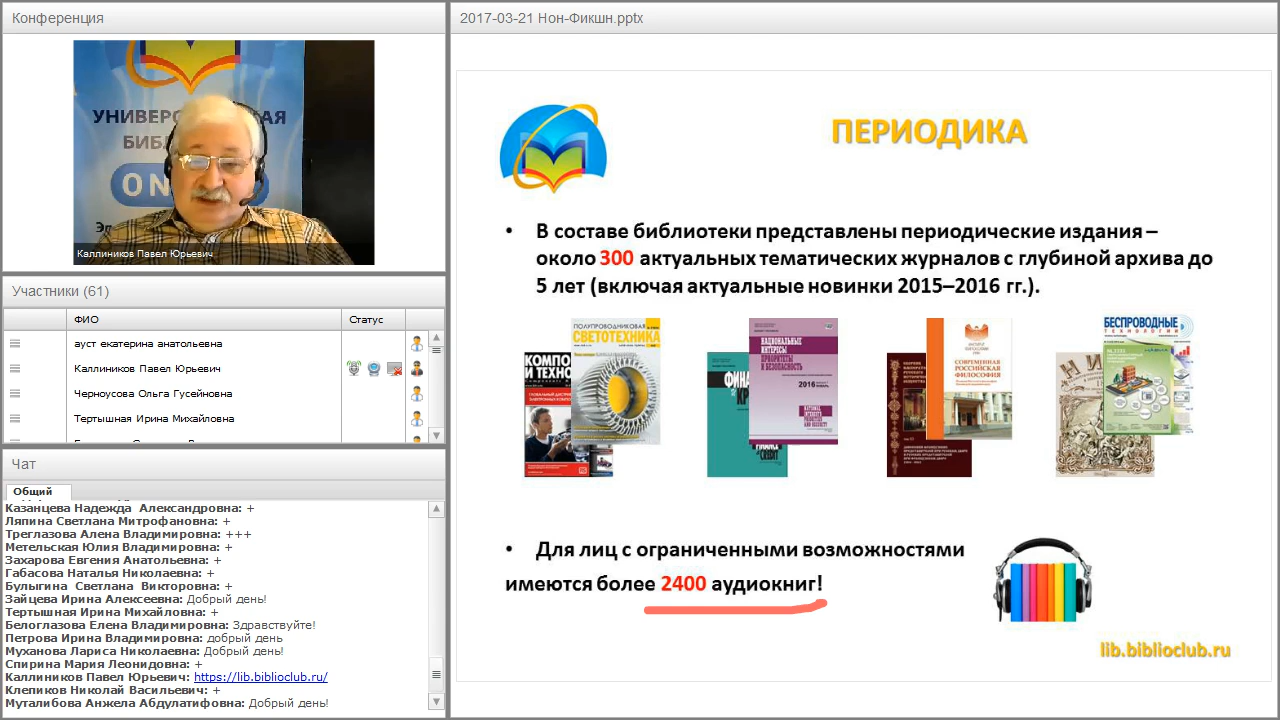 Конференция
УНИВЕРС
АЯ
БИБЛ
ON
Каллиников Павел Юрьевич
Участники (61)
ФИО
Статус
ауст екатерина анатольевна
Каллиников Павел Юрьевич
Черноусова Ольга Гусфиновна
Тертышная Ирина Михайловна
Чат
Общий
Казанцева Надежда Александровна: +
Ляпина Светлана Митрофановна: +
Треглазова Алена Владимировна: +++
Метельская Юлия Владимировна: +
Захарова Евгения Анатольевна: +
Габасова Наталья Николаевна: +
Булыгина Светлана Викторовна: +
Зайцева Ирина Алексеевна: Добрый день!
Тертышная Ирина Михайловна: +
Белоглазова Елена Владимировна: Здравствуйте!
Петрова Ирина Владимировна: добрый день
Муханова Лариса Николаевна: Добрый день!
Спирина Мария Леонидовна: +
Каллиников Павел Юрьевич: https://lib.biblioclub.ru/
Клепиков Николай Васильевич: +
Муталибова Анжела Абдулатифовна: Добрый день!
2017-03-21 Нон-Фикшн.pptx
ПЕРИОДИКА
• В составе библиотеки представлены периодические издания –
около 300 актуальных тематических журналов с глубиной архива до
5 лет (включая актуальные новинки 2015–2016 гг.).
ПОЛУПРОВОДНИКОВАЯ
СВЕТОТЕХНИКА
КОМПО
И ТЕХНО
НАЦИОНАЛЬНЫЕ
ИНТЕРЕСЫ
ПРИОРИТЕТЫ
И БЕЗОПАСНОСТЬ
2016
ФИНА
КР
СОВРЕМЕННАЯ
РОССИЙСКАЯ
ФИЛОСОФИЯ
БЕСПРОВОДНЫЕ
ТЕХНОЛОГИИ
• Для лиц с ограниченными возможностями
имеются более 2400 аудиокниг!
lib.biblioclub.ru